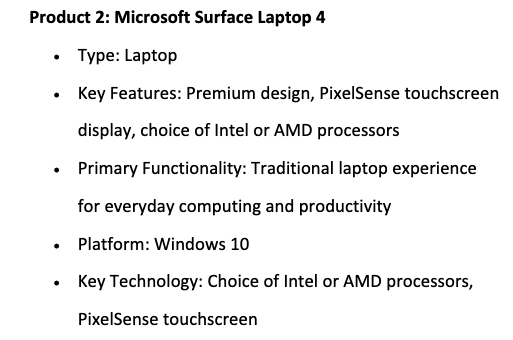 Product 2: Microsoft Surface Laptop 4
• Type: Laptop
• Key Features: Premium design, PixelSense touchscreen
display, choice of Intel or AMD processors
• Primary Functionality: Traditional laptop experience
for everyday computing and productivity
• Platform: Windows 10
• Key Technology: Choice of Intel or AMD processors,
PixelSense touchscreen